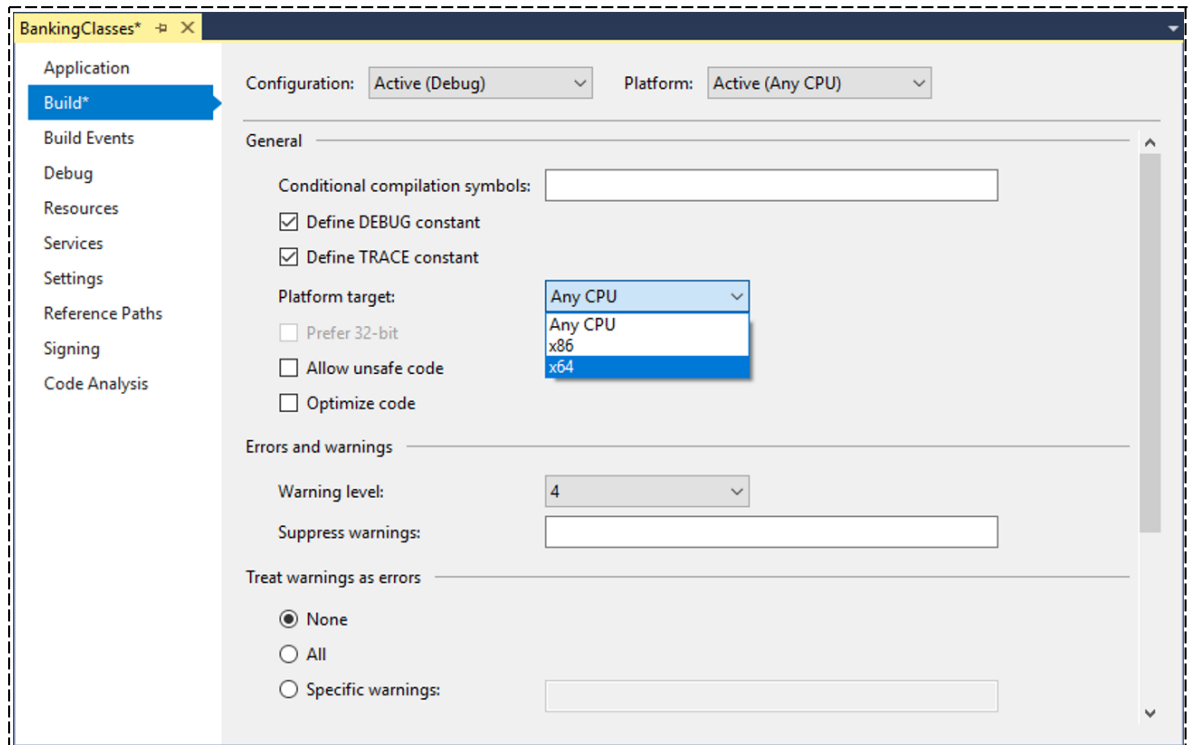 BankingClasses*
Application
Build*
Build Events
Debug
Resources
Services
Settings
Reference Paths
Signing
Code Analysis
Configuration: Active (Debug) Platform: Active (Any CPU)
General
Conditional compilation symbols:
Define DEBUG constant
Define TRACE constant
Platform target: Any CPU
Any CPU
x86
x64
Prefer 32-bit
Allow unsafe code
Optimize code
Errors and warnings
Warning level: 4
Suppress warnings:
Treat warnings as errors
None
All
Specific warnings: